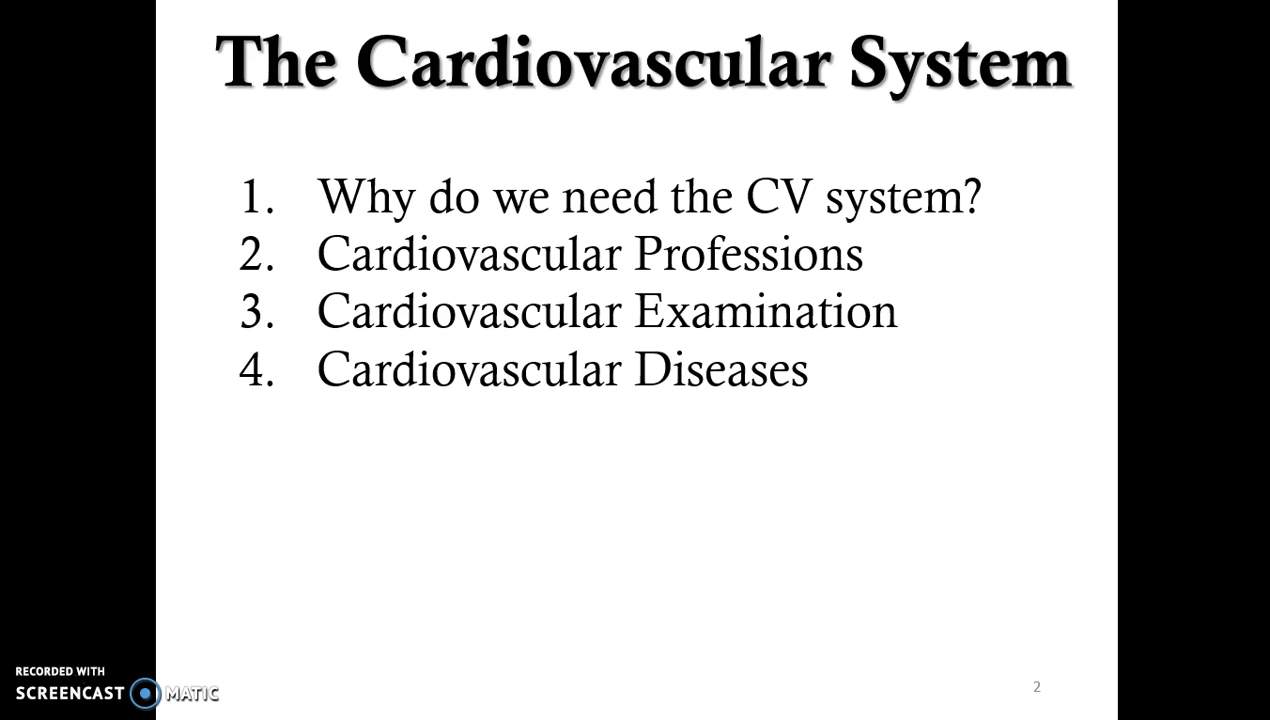 The Cardiovascular System
1. Why do we need the CV system?
2. Cardiovascular Professions
3. Cardiovascular Examination
4. Cardiovascular Diseases
RECORDED WITH
SCREENCAST MATIC
2